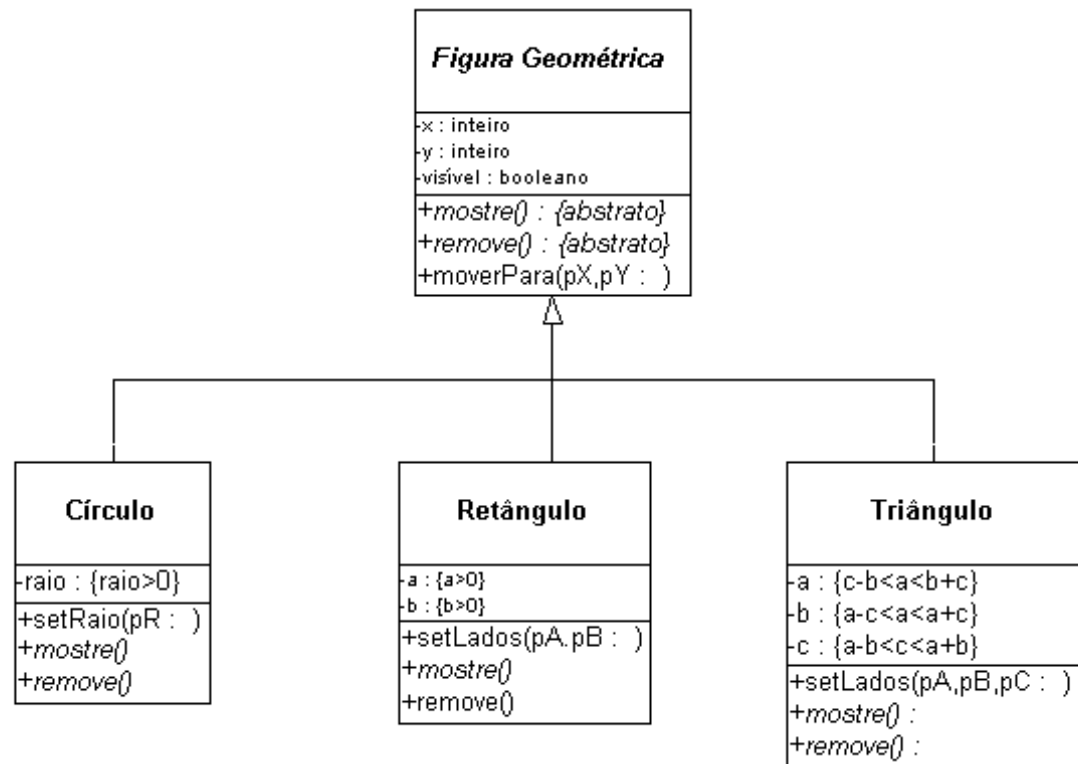 Figura Geométrica
-x : inteiro
-y : inteiro
-visível : booleano
+mostre() : {abstrato}
+remove() : {abstrato}
+moverPara(pX,pY : )
Círculo
-raio : {raio>0}
+setRaio(pR : )
+mostre()
+remove()
Retângulo
-a : {a>0}
-b : {b>0}
+setLados(pA.pB : )
+mostre()
+remove()
Triângulo
-a : {c-b<a<b+c}
-b : {a-c<a<a+c}
-c : {a-b<c<a+b}
+setLados(pA,pB,pC : )
+mostre() :
+remove() :